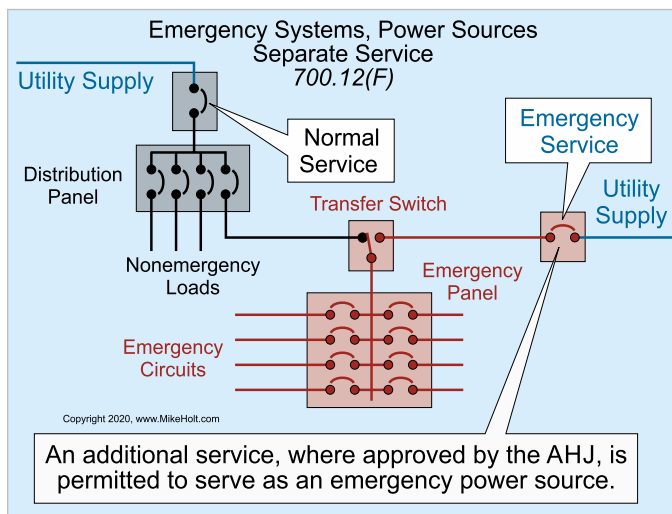 Emergency Systems, Power Sources
Separate Service
700.12(F)
Utility Supply
Normal
Service
Emergency
Service
Distribution
Panel
Transfer Switch
Utility
Supply
Nonemergency
Loads
Emergency
Panel
Emergency
Circuits
Copyright 2020, www.MikeHolt.com
An additional service, where approved by the AHJ, is
permitted to serve as an emergency power source.